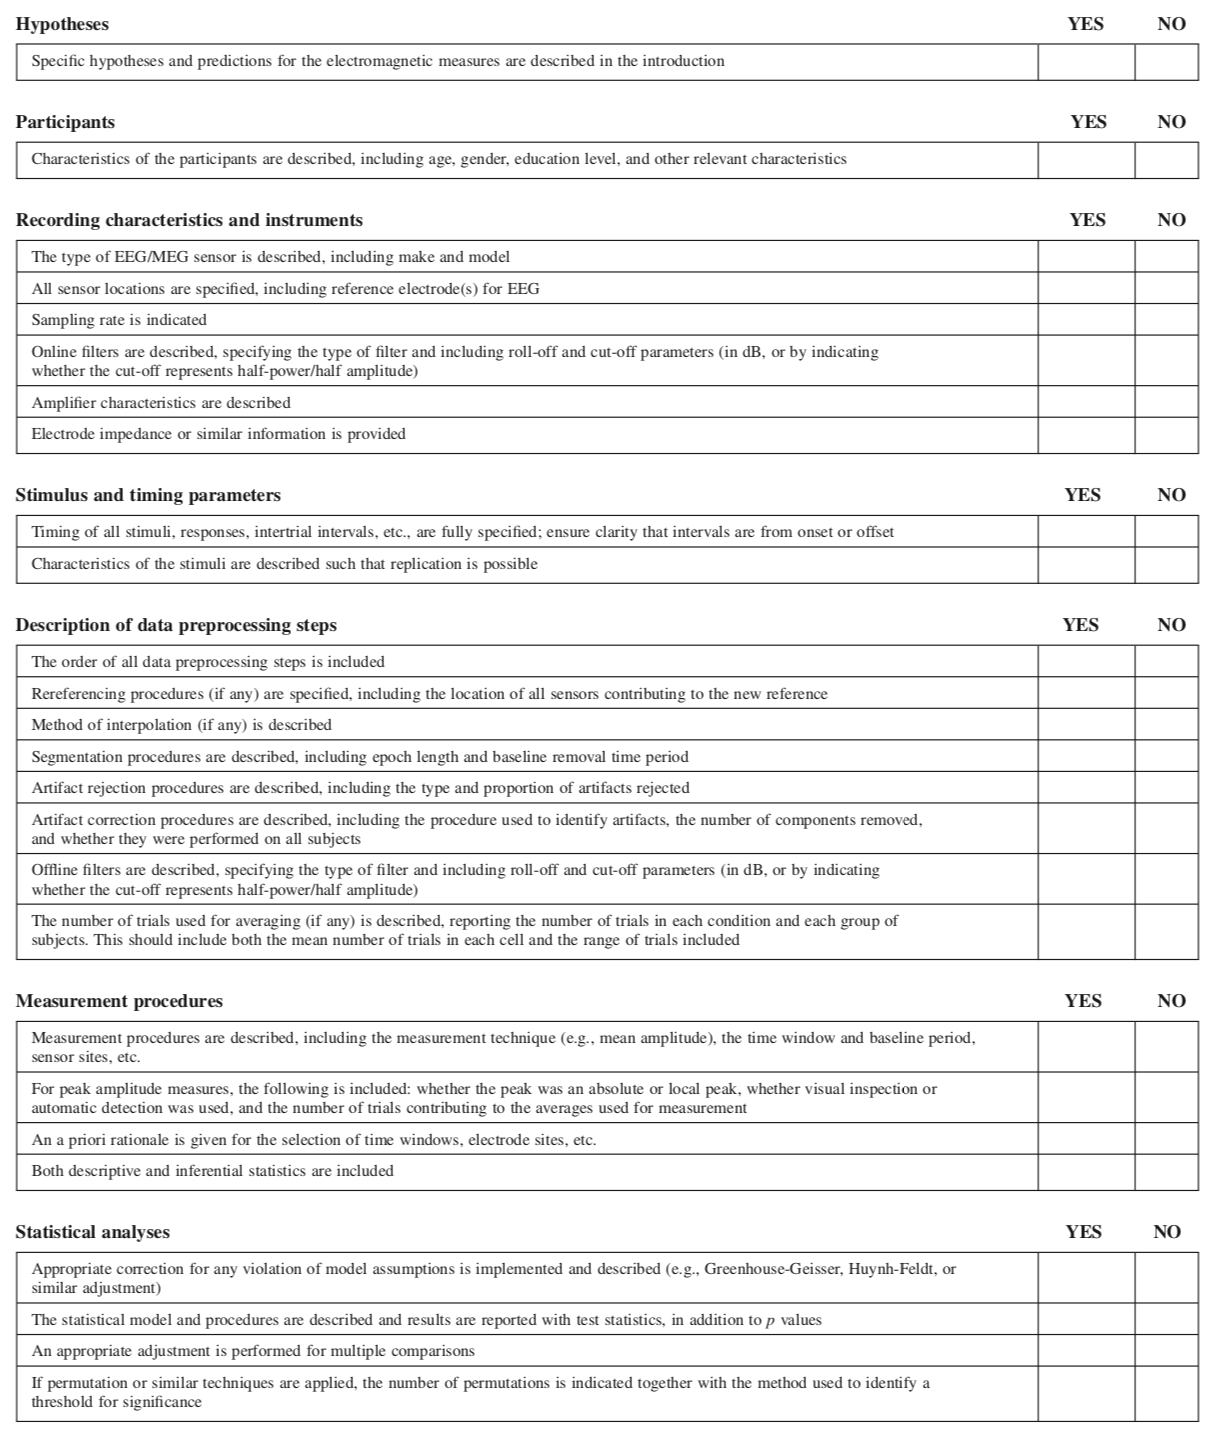 Hypotheses YES NO
Specific hypotheses and predictions for the electromagnetic measures are described in the introduction
Participants YES NO
Characteristics of the participants are described, including age, gender, education level, and other relevant characteristics
Recording characteristics and instruments YES NO
The type of EEG/MEG sensor is described, including make and model
All sensor locations are specified, including reference electrode(s) for EEG
Sampling rate is indicated
Online filters are described, specifying the type of filter and including roll-off and cut-off parameters (in dB, or by indicating
whether the cut-off represents half-power/half amplitude)
Amplifier characteristics are described
Electrode impedance or similar information is provided
Stimulus and timing parameters YES NO
Timing of all stimuli, responses, intertrial intervals, etc., are fully specified; ensure clarity that intervals are from onset or offset
Characteristics of the stimuli are described such that replication is possible
Description of data preprocessing steps YES NO
The order of all data preprocessing steps is included
Rereferencing procedures (if any) are specified, including the location of all sensors contributing to the new reference
Method of interpolation (if any) is described
Segmentation procedures are described, including epoch length and baseline removal time period
Artifact rejection procedures are described, including the type and proportion of artifacts rejected
Artifact correction procedures are described, including the procedure used to identify artifacts, the number of components removed,
and whether they were performed on all subjects
Offline filters are described, specifying the type of filter and including roll-off and cut-off parameters (in dB, or by indicating
whether the cut-off represents half-power/half amplitude)
The number of trials used for averaging (if any) is described, reporting the number of trials in each condition and each group of
subjects. This should include both the mean number of trials in each cell and the range of trials included
Measurement procedures YES NO
Measurement procedures are described, including the measurement technique (e.g., mean amplitude), the time window and baseline period,
sensor sites, etc.
For peak amplitude measures, the following is included: whether the peak was an absolute or local peak, whether visual inspection or
automatic detection was used, and the number of trials contributing to the averages used for measurement
An a priori rationale is given for the selection of time windows, electrode sites, etc.
Both descriptive and inferential statistics are included
Statistical analyses YES NO
Appropriate correction for any violation of model assumptions is implemented and described (e.g., Greenhouse-Geisser, Huynh-Feldt, or
similar adjustment)
The statistical model and procedures are described and results are reported with test statistics, in addition to p values
An appropriate adjustment is performed for multiple comparisons
If permutation or similar techniques are applied, the number of permutations is indicated together with the method used to identify a
threshold for significance